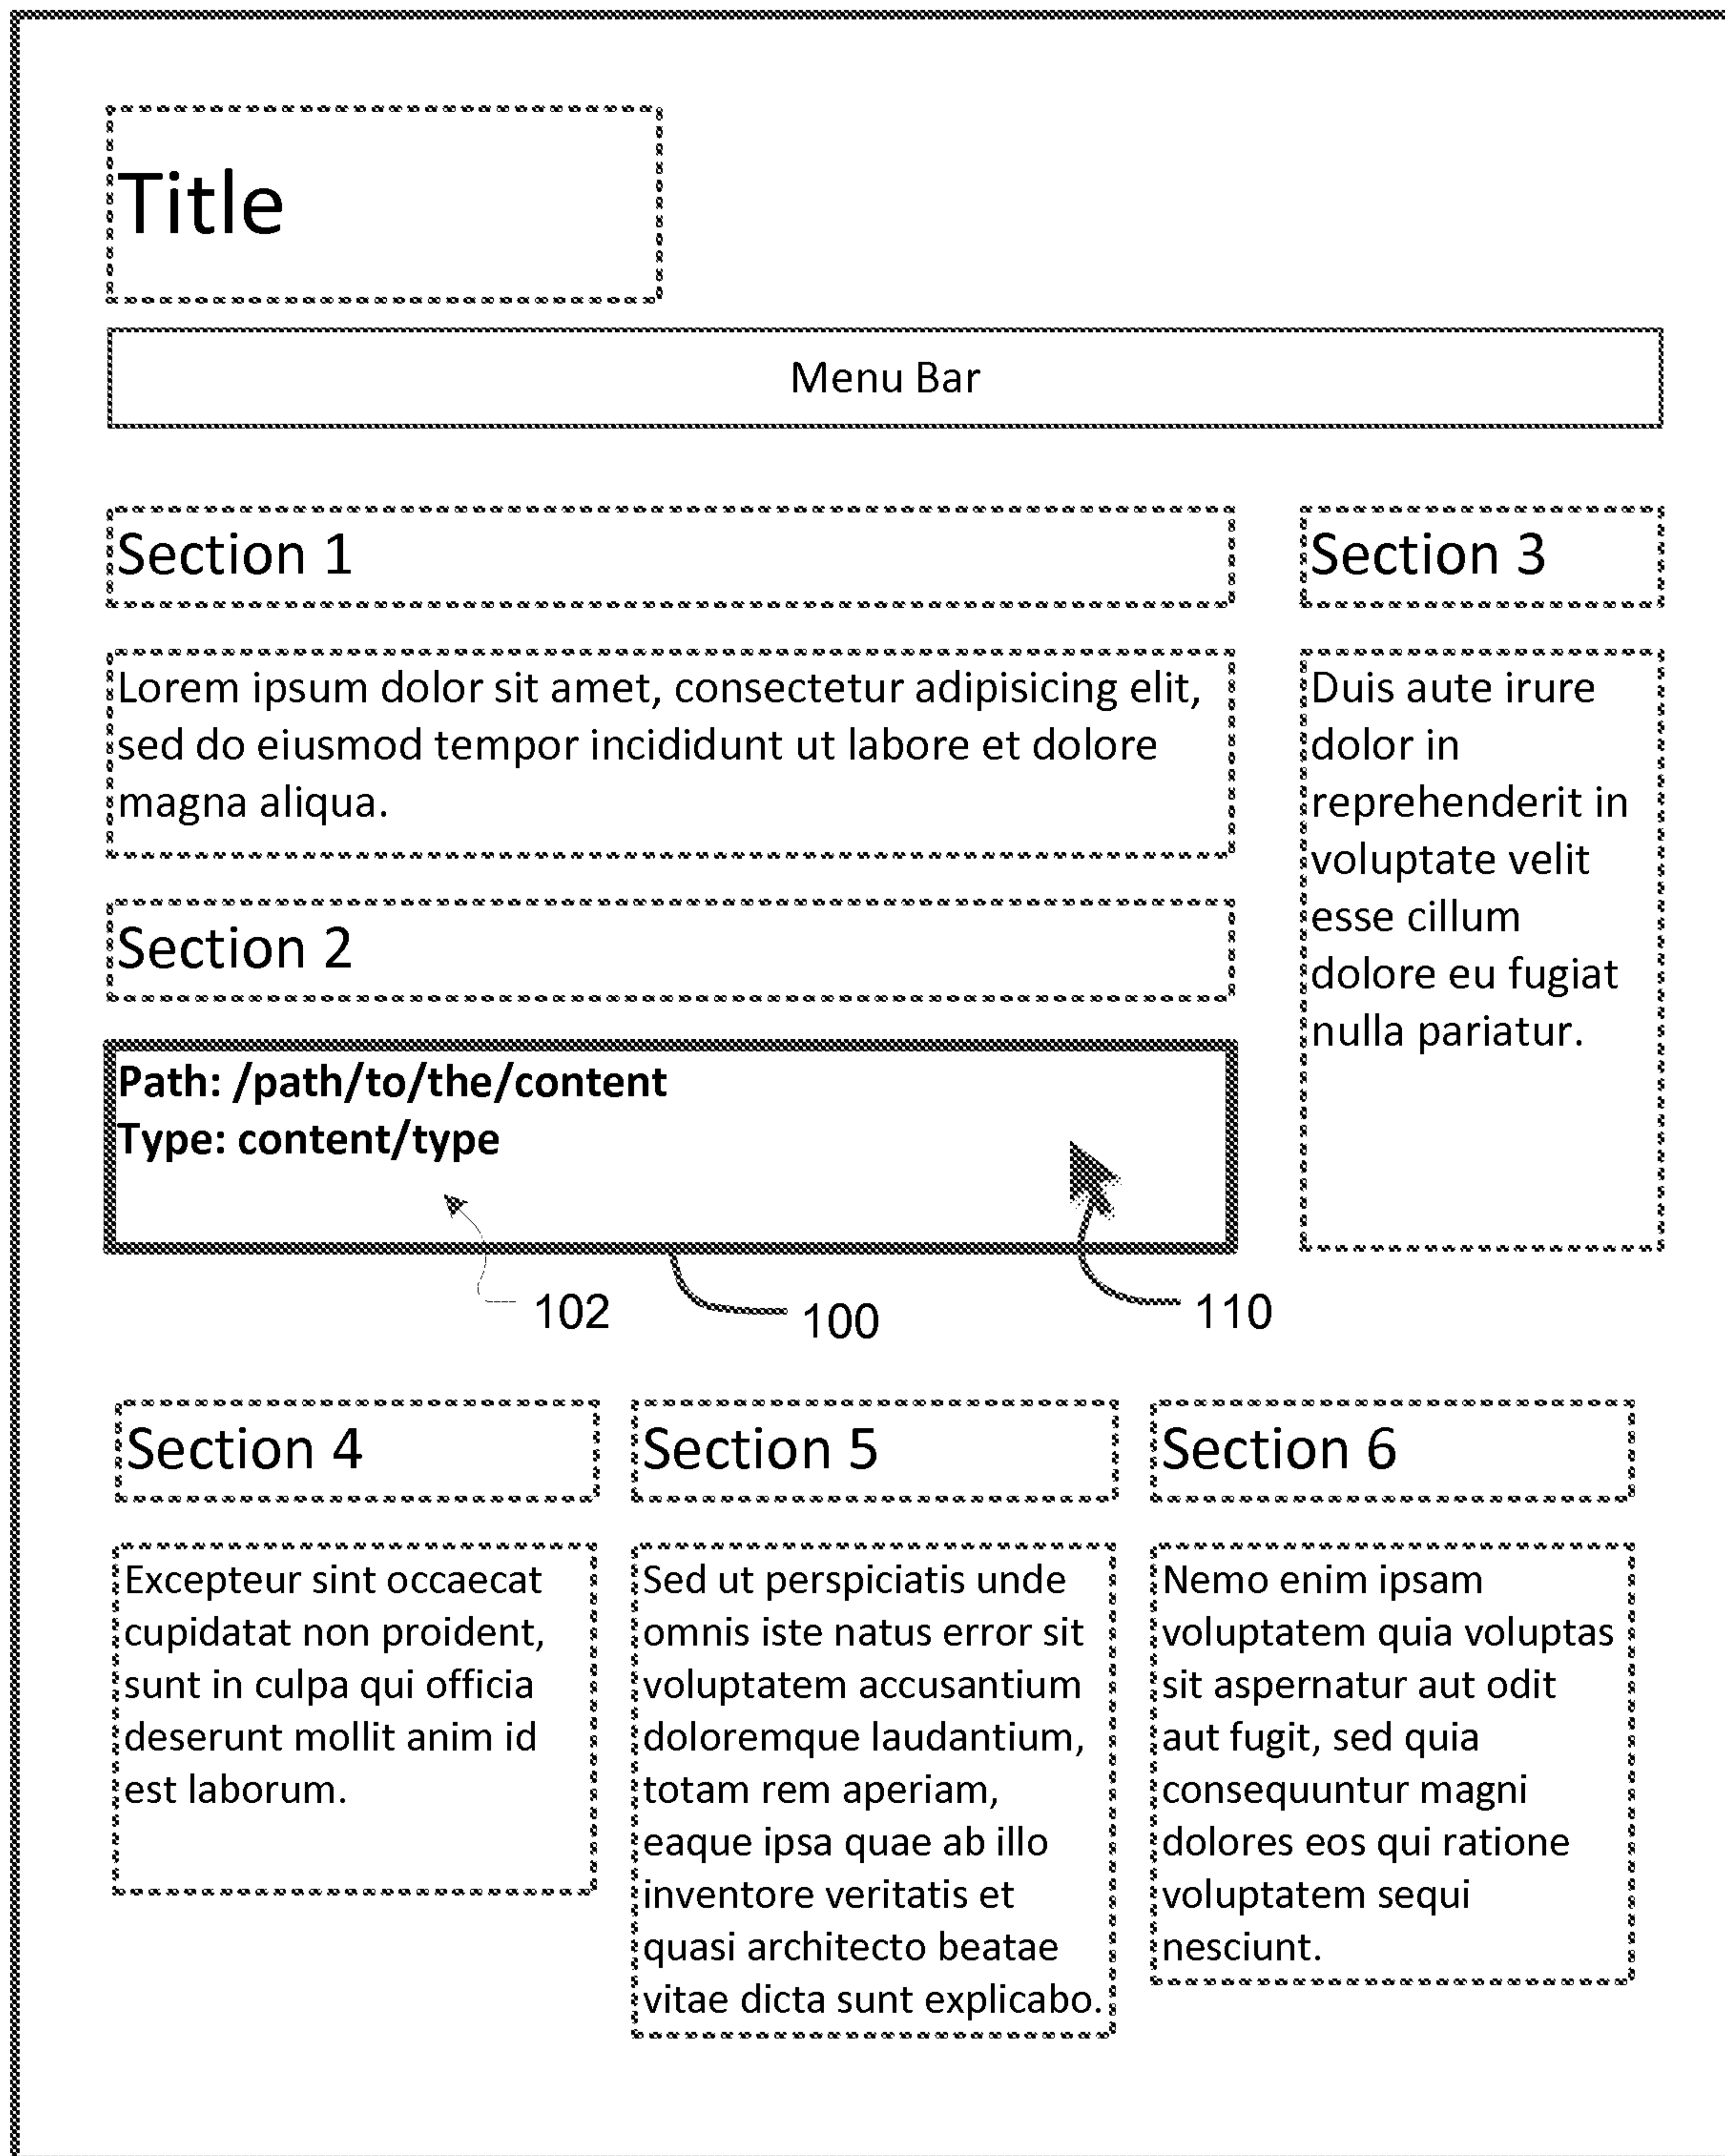 Title
Menu Bar
Section 1
Lorem ipsum dolor sit amet, consectetur adipisicing elit,
sed do eiusmod tempor incididunt ut labore et dolore
magna aliqua.
Section 2
Path: /path/to/the/content
Type: content/type
102
100
110
Section 3
Duis aute irure
dolor in
reprehenderit in
voluptate velit
esse cillum
dolore eu fugiat
nulla pariatur.
Section 4
Excepteur sint occaecat
cupidatat non proident,
sunt in culpa qui officia
deserunt mollit anim id
est laborum.
Section 5
Sed ut perspiciatis unde
omnis iste natus error sit
voluptatem accusantium
doloremque laudantium,
totam rem aperiam,
eaque ipsa quae ab illo
inventore veritatis et
quasi architecto beatae
vitae dicta sunt explicabo.
Section 6
Nemo enim ipsam
voluptatem quia voluptas
sit aspernatur aut odit
aut fugit, sed quia
consequuntur magni
dolores eos qui ratione
voluptatem sequi
nesciunt.